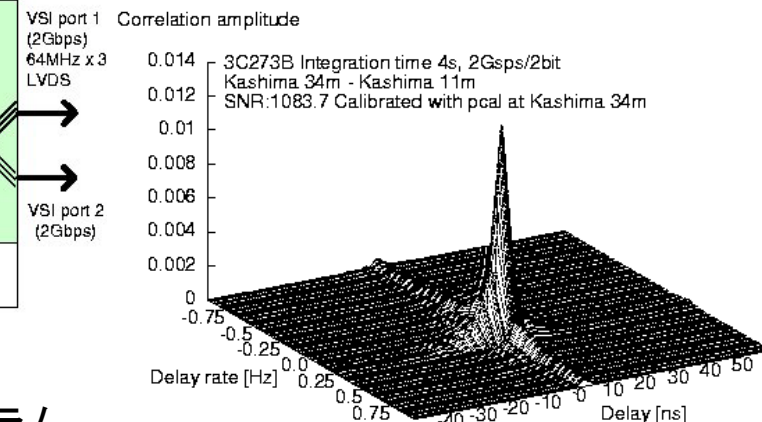 VSI port 1
(2Gbps)
64MHz x 3
LVDS
VSI port 2
(2Gbps)
Correlation amplitude
3C273B Integration time 4s, 2Gsps/2bit
Kashima 34m - Kashima 11m
SNR:1083.7 Calibrated with pcal at Kashima 34m
0.014
0.012
0.01
0.008
0.006
0.004
0.002
0
-0.75
-0.5
-0.25
0.0
0.25
0.5
0.75
Delay rate [Hz]
-40 -30 -20 -10 0 10 20 30 40 50
Delay [ns]